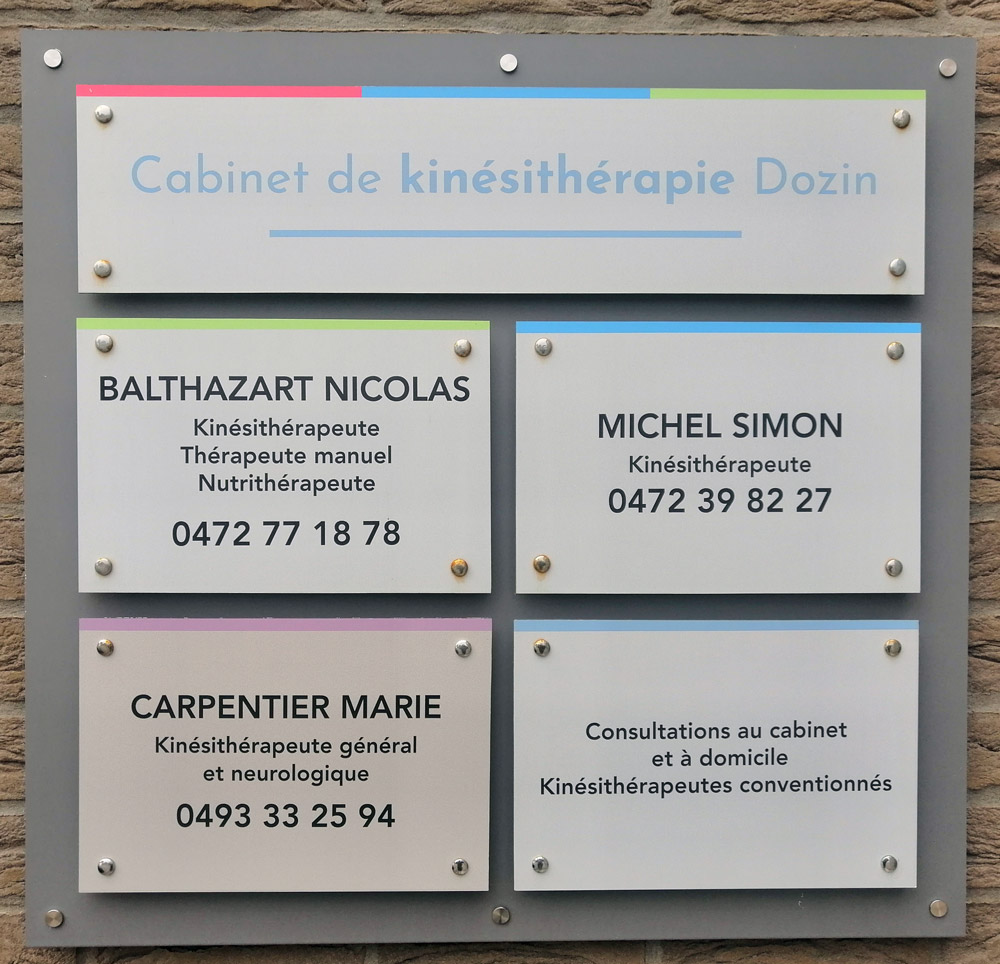 Cabinet de kinésithérapie Dozin
BALTHAZART NICOLAS
Kinésithérapeute
Thérapeute manuel
Nutrithérapeute
0472 77 18 78
MICHEL SIMON
Kinésithérapeute
0472 39 82 27
CARPENTIER MARIE
Kinésithérapeute général
et neurologique
0493 33 25 94
Consultations au cabinet
et à domicile
Kinésithérapeutes conventionnés